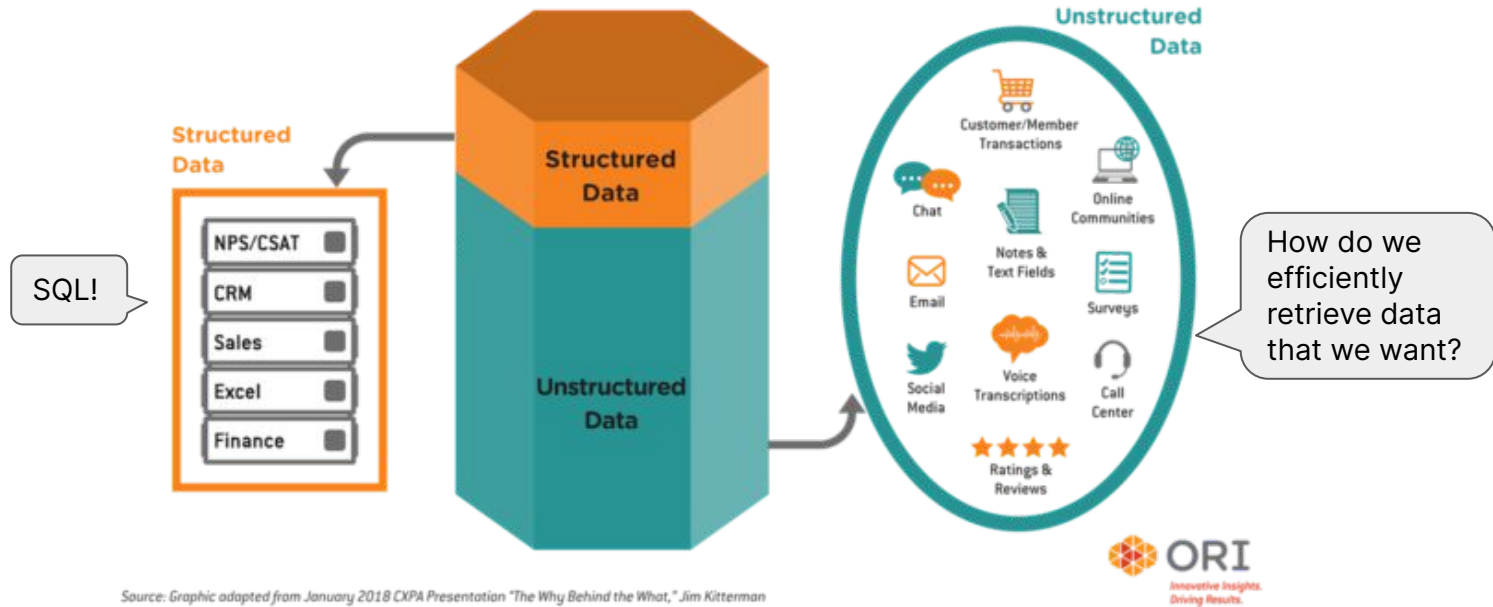 Structured
Data
SQL!
NPS/CSAT
CRM
Sales
Excel
Finance
Structured
Data
Unstructured
Data
Unstructured
Data
Customer/Member
Transactions
Chat
Online
Communities
Notes &
Text Fields
Email
Surveys
Social
Media
Voice
Transcriptions
Call
Center
Ratings &
Reviews
How do we
efficiently
retrieve data
that we want?
ORI
Innovative Insights.
Driving Results.
Source: Graphic adapted from January 2018 CXPA Presentation "The Why Behind the What," Jim Kitterman